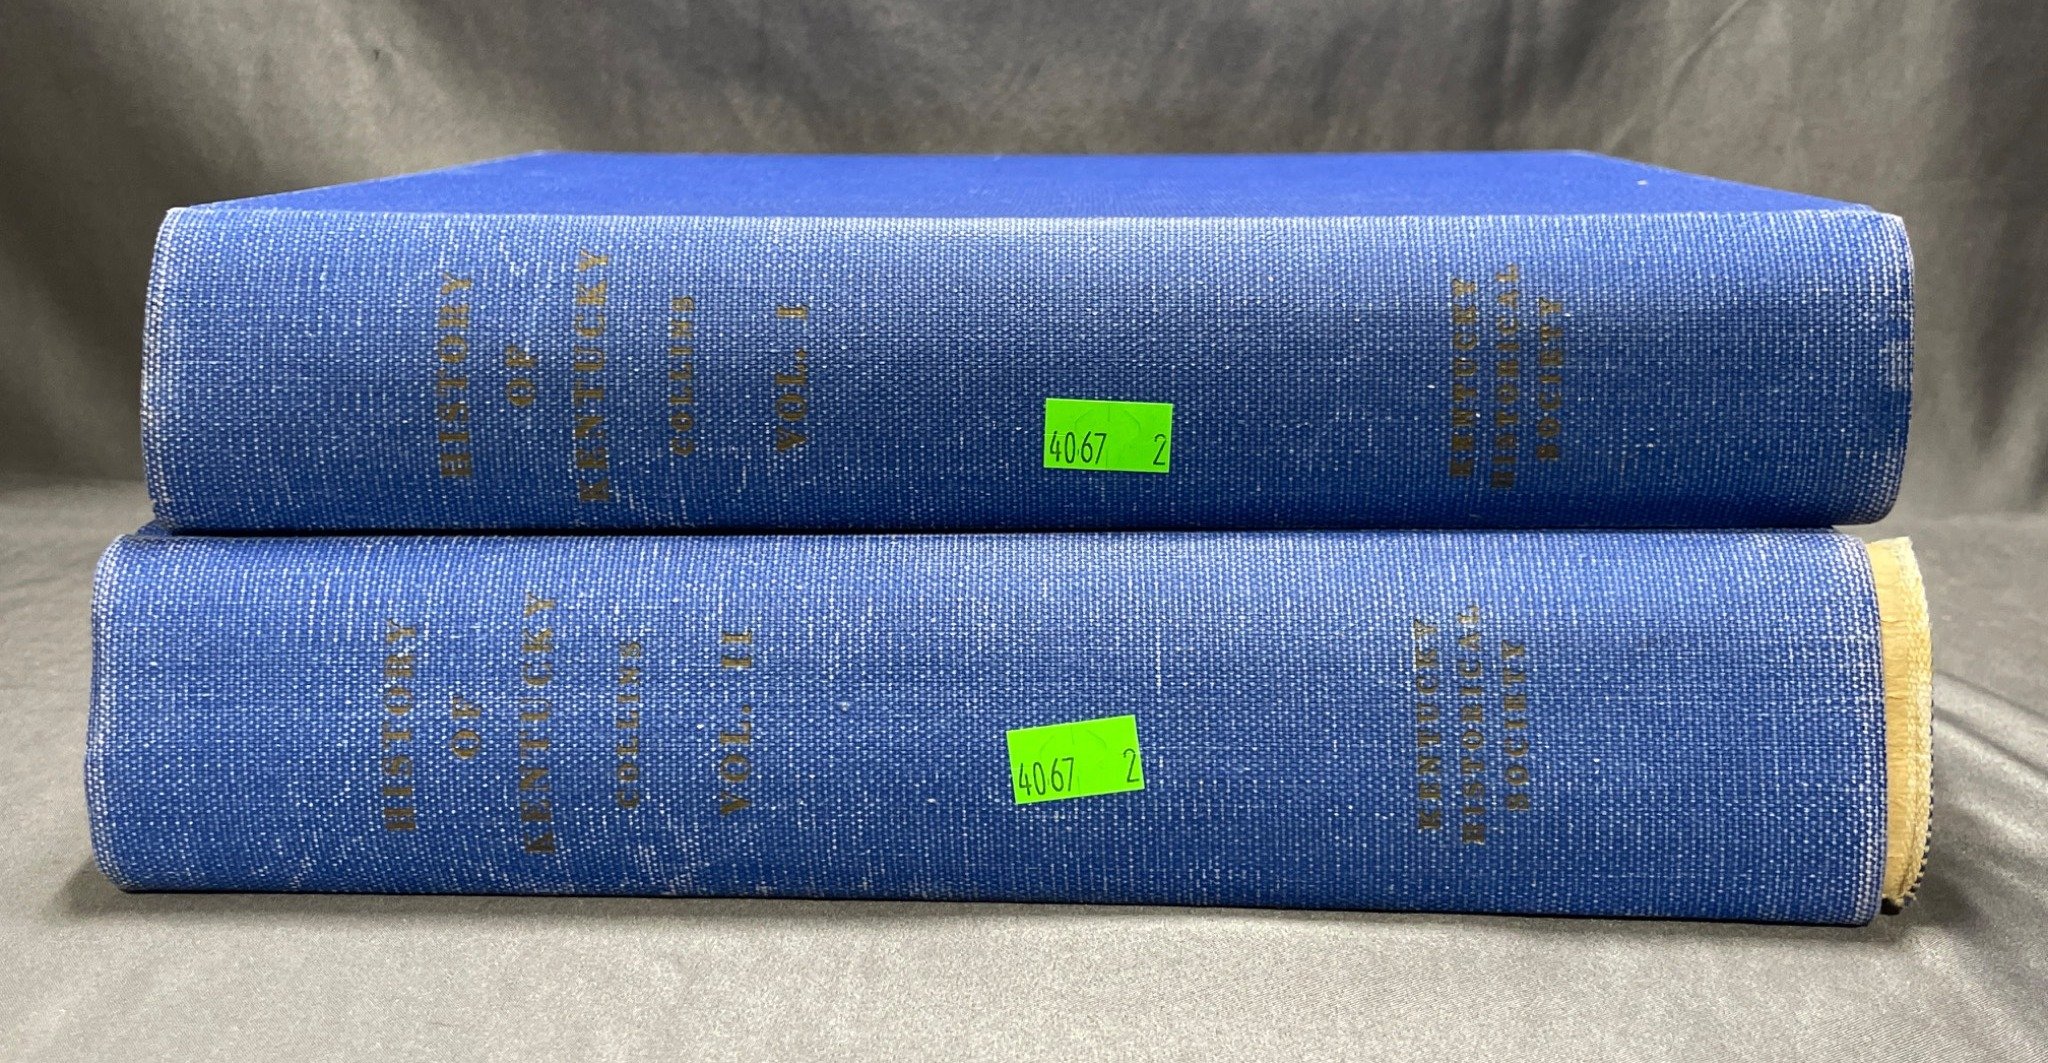 HISTORY
OF
KENTUCKY
COLLINS
VOL. I
4067 2
KENTUCKY
HISTORICAL
SOCIETY
HISTORY
OF
KENTUCKY
COLLINS
VOL. II
4067 2
KENTUCKY
HISTORICAL
SOCIETY